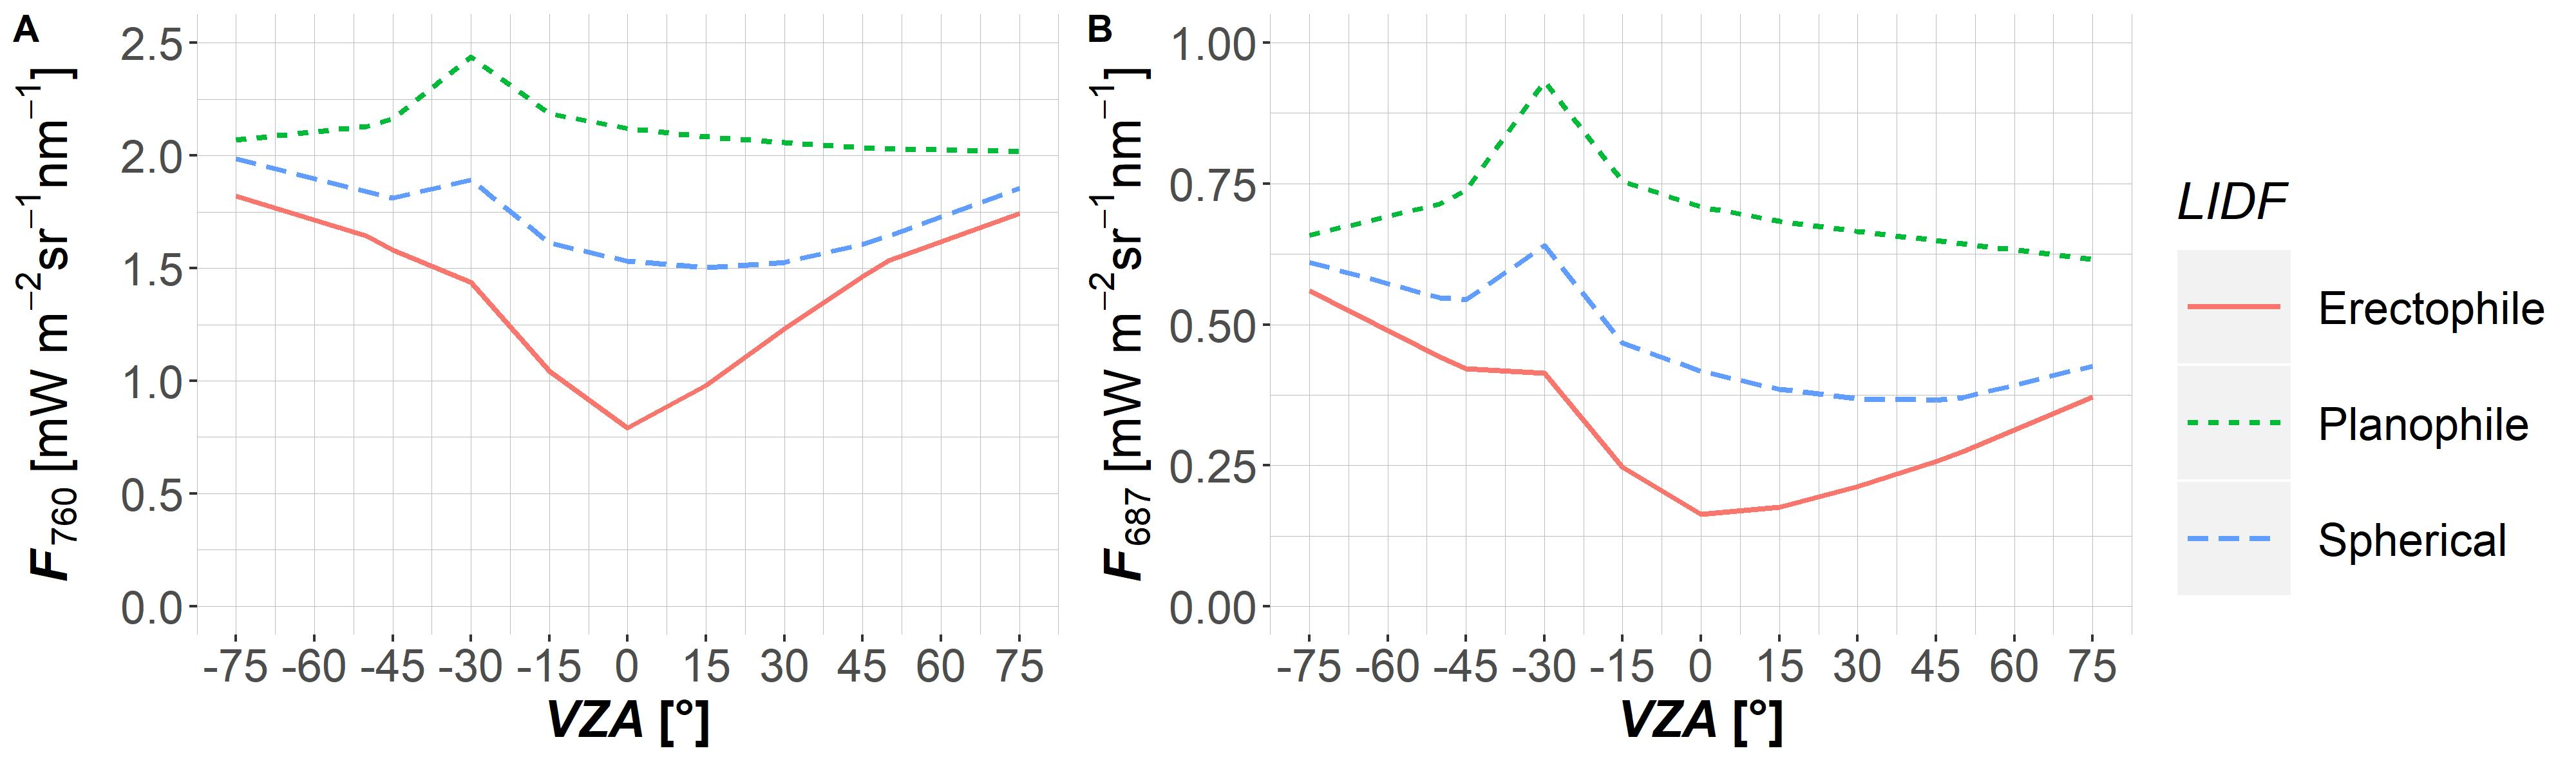 A
F760 [mW m−2sr−1nm−1]
2.5
2.0
1.5
1.0
0.5
0.0
-75 -60 -45 -30 -15 0 15 30 45 60 75
VZA [°]
B
F687 [mW m−2sr−1nm−1]
1.00
0.75
0.50
0.25
0.00
-75 -60 -45 -30 -15 0 15 30 45 60 75
VZA [°]
LIDF
Erectophile
Planophile
Spherical